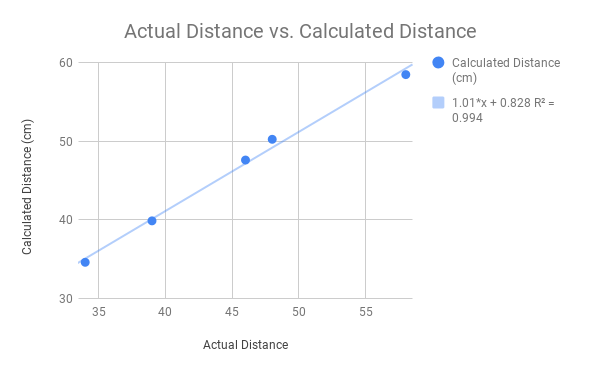 Actual Distance vs. Calculated Distance
Calculated Distance (cm)
60
50
40
30
35
40
45
50
55
Actual Distance
Calculated Distance
(cm)
1.01*x + 0.828 R² =
0.994